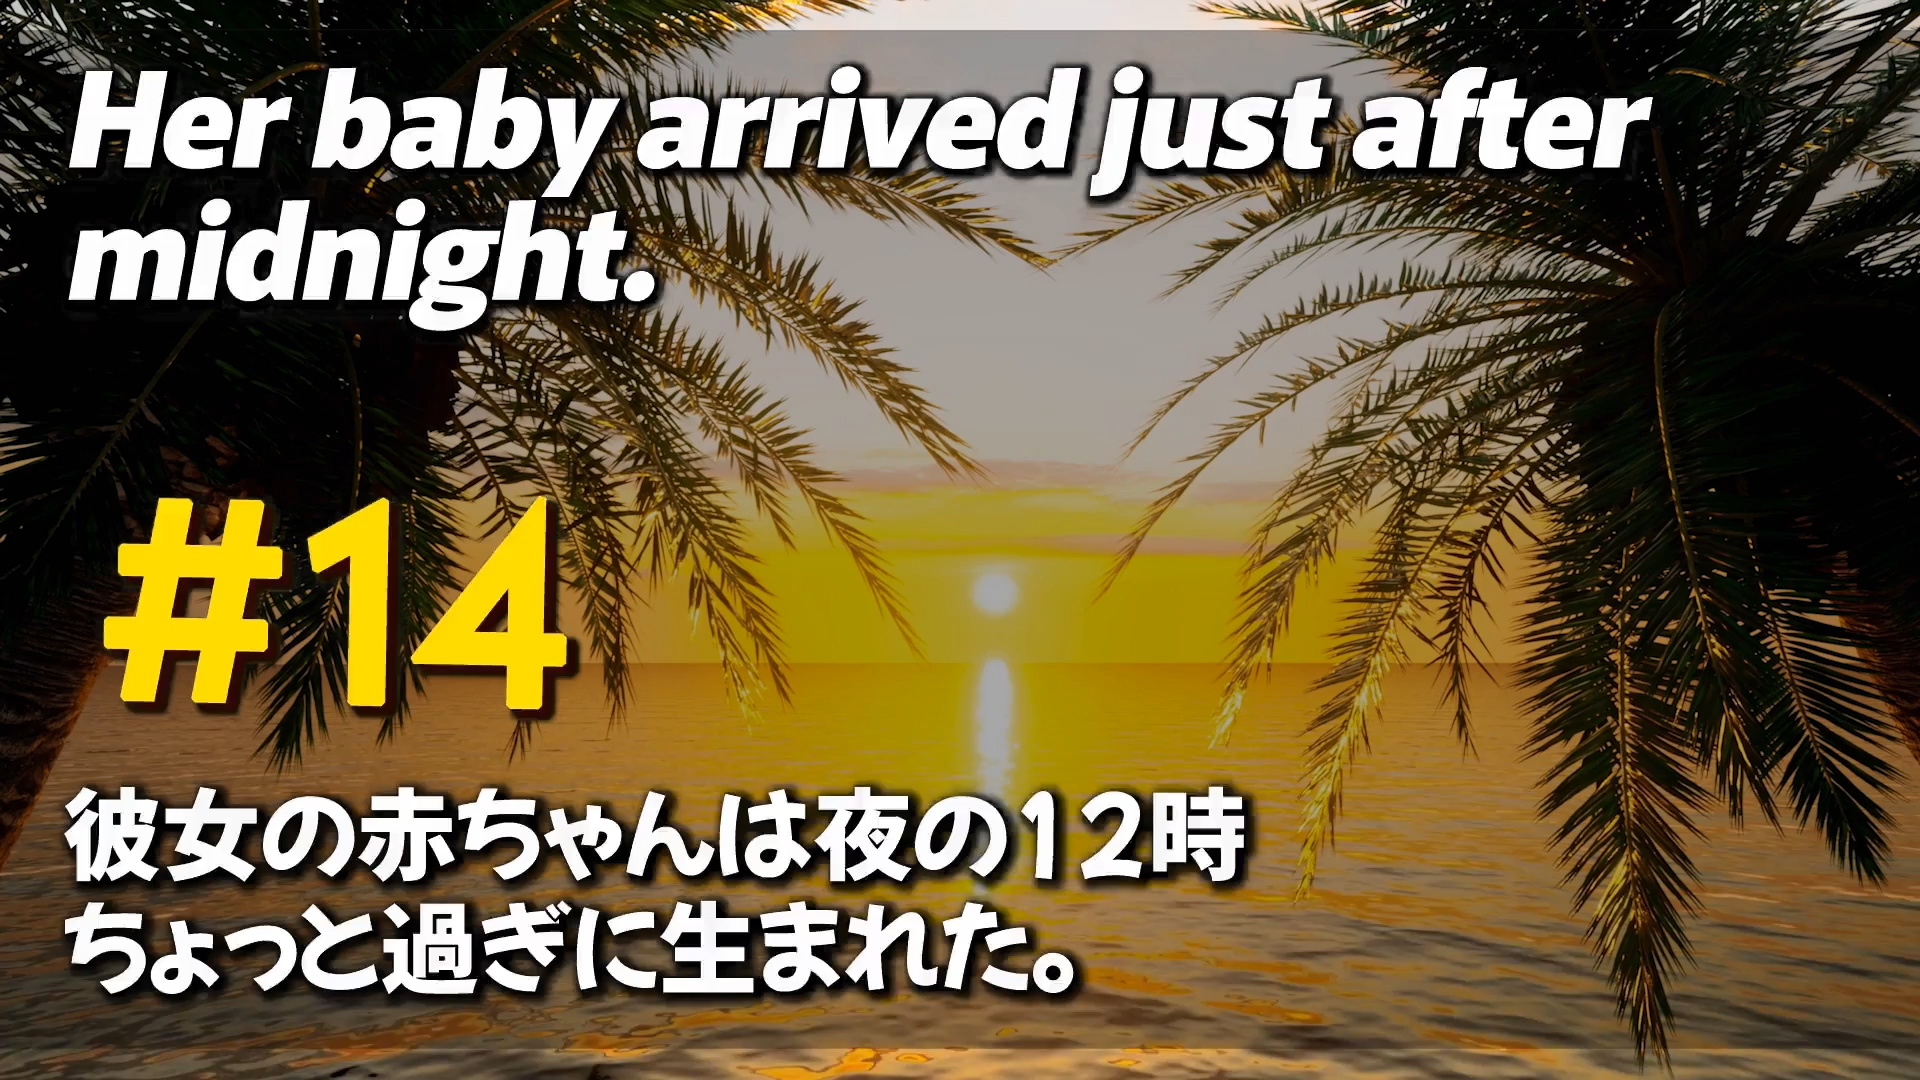 Her baby arrived just after
midnight.
#14
彼女の赤ちゃんは夜の12時
ちょっと過ぎに生まれた。